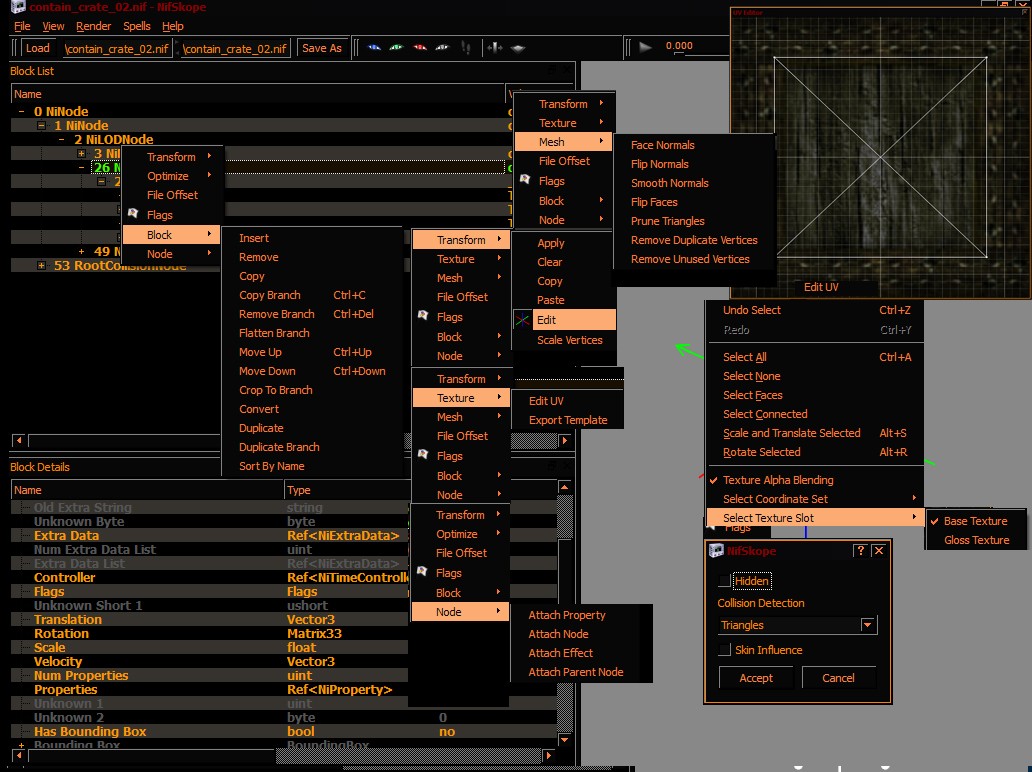 contain_crate_02.nif - NifSkope
File View Render Spells Help
Load \contain_crate_02.nif \contain_crate_02.nif Save As 0.000
Block List
Name
0 NiNode
1 NiNode
2 NiLODNode
3 Ni
26 N
2
49 N
53 RootCollisionNode
Transform
Optimize
File Offset
Flags
Block
Node
Insert
Remove
Copy
Copy Branch Ctrl+C
Remove Branch Ctrl+Del
Flatten Branch
Move Up Ctrl+Up
Move Down Ctrl+Down
Crop To Branch
Convert
Duplicate
Duplicate Branch
Sort By Name
Transform
Texture
Mesh
File Offset
Flags
Block
Node
Face Normals
Flip Normals
Smooth Normals
Flip Faces
Prune Triangles
Remove Duplicate Vertices
Remove Unused Vertices
Transform
Texture
Mesh
File Offset
Flags
Block
Node
Apply
Clear
Copy
Paste
Edit
Scale Vertices
Transform
Texture
Mesh
File Offset
Flags
Block
Node
Edit UV
Export Template
Transform
Optimize
File Offset
Flags
Block
Node
Attach Property
Attach Node
Attach Effect
Attach Parent Node
UV Editor
Edit UV
Undo Select Ctrl+Z
Redo Ctrl+Y
Select All Ctrl+A
Select None
Select Faces
Select Connected
Scale and Translate Selected Alt+S
Rotate Selected Alt+R
Texture Alpha Blending
Select Coordinate Set
Select Texture Slot
Base Texture
Gloss Texture
Flags
NifSkope
Hidden
Collision Detection
Triangles
Skin Influence
Accept Cancel
Block Details
Name Type
Old Extra String string
Unknown Byte byte
Extra Data Ref<NiExtraData>
Num Extra Data List uint
Extra Data List Ref<NiExtraData>
Controller Ref<NiTimeControll
Flags Flags
Unknown Short 1 ushort
Translation Vector3
Rotation Matrix33
Scale float
Velocity Vector3
Num Properties uint
Properties Ref<NiProperty>
Unknown 1 uint
Unknown 2 byte 0
Has Bounding Box bool no
Bounding Box BoundingBox